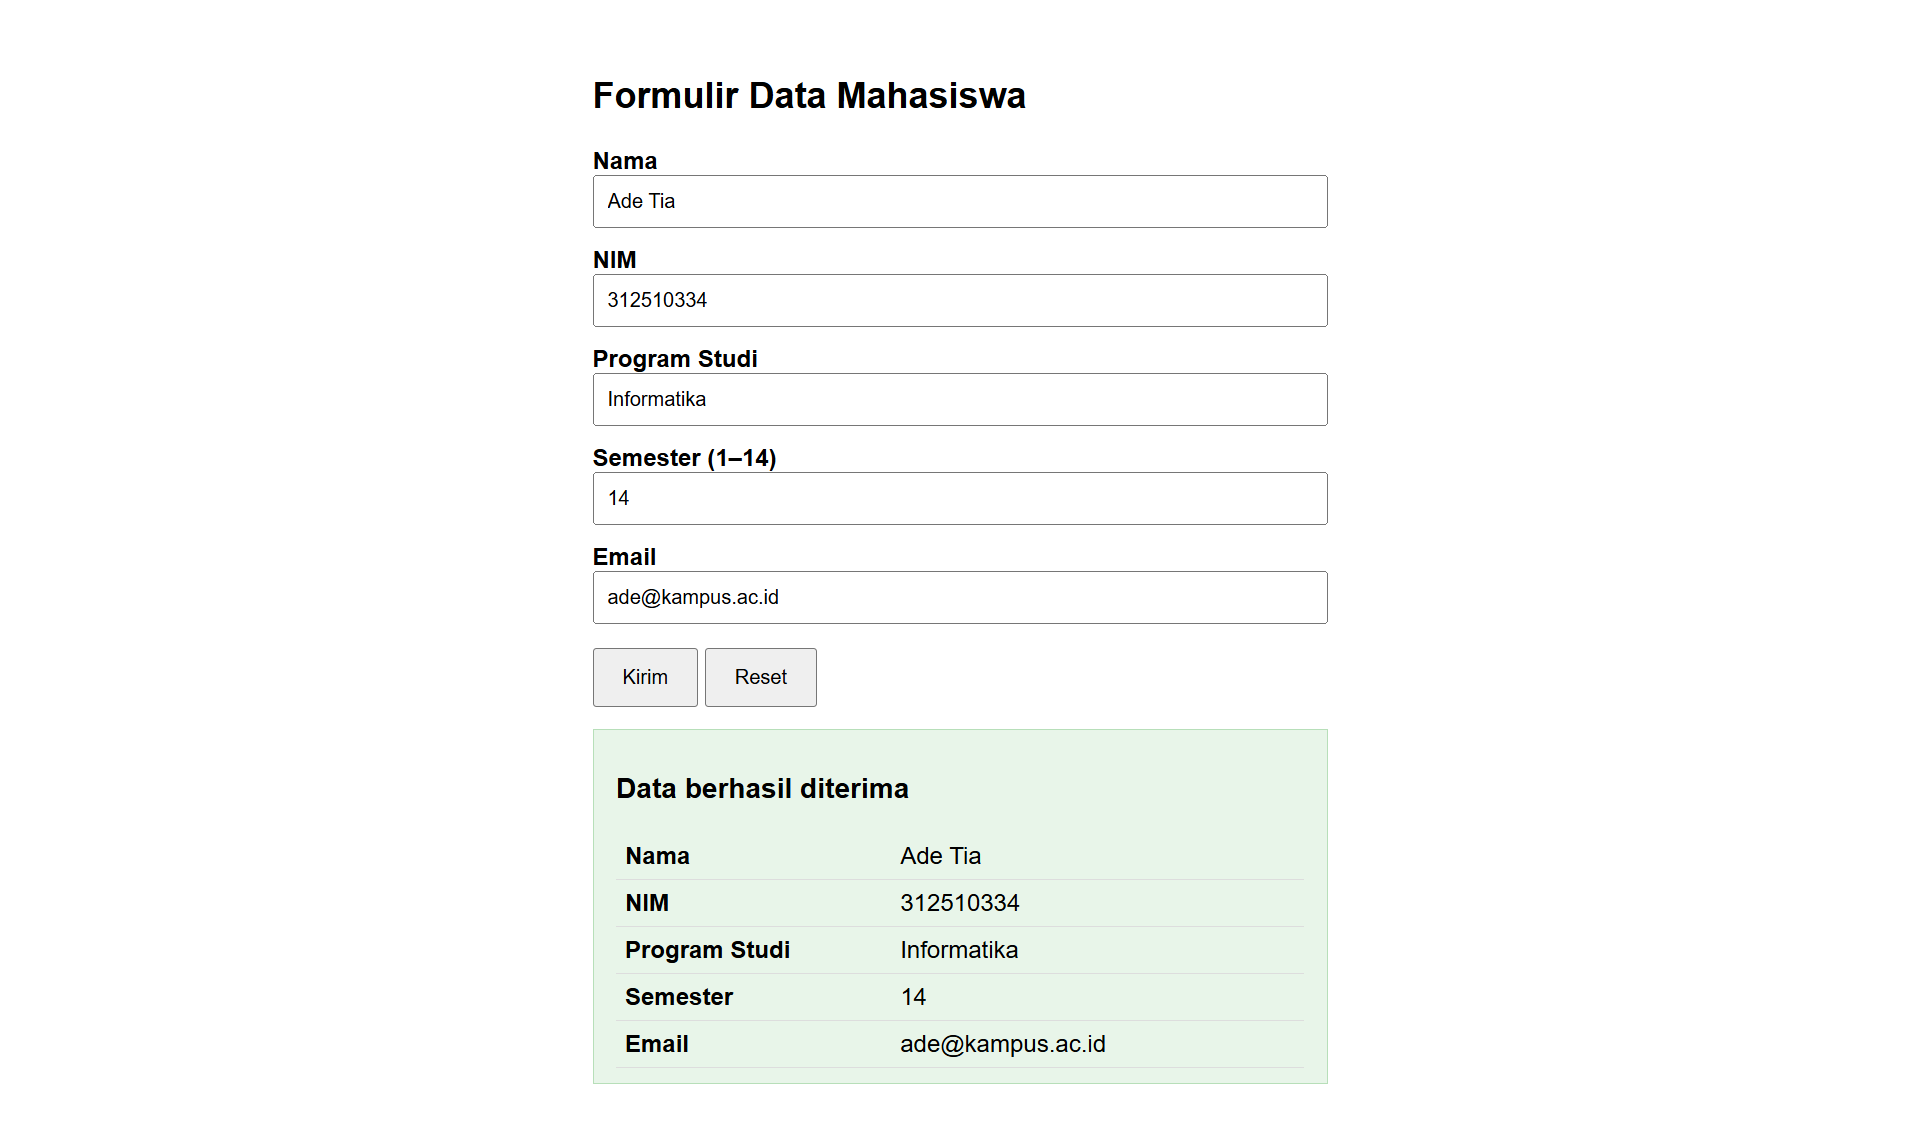 Formulir Data Mahasiswa
Nama
Ade Tia
NIM
312510334
Program Studi
Informatika
Semester (1–14)
14
Email
ade@kampus.ac.id
Kirim Reset
Data berhasil diterima
Nama Ade Tia
NIM 312510334
Program Studi Informatika
Semester 14
Email ade@kampus.ac.id